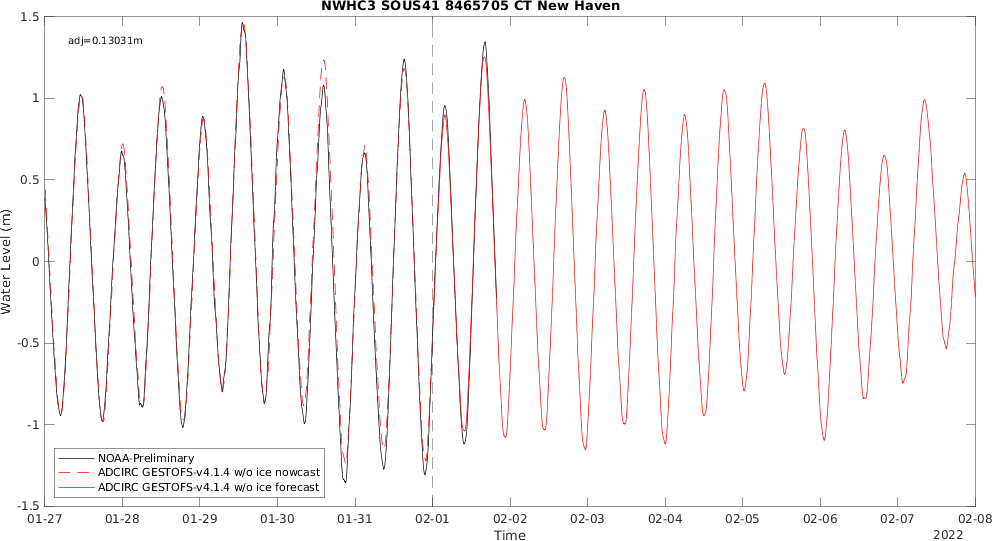 NWHC3 SOUS41 8465705 CT New Haven
adj=0.13031m
1.5
1
0.5
0
-0.5
-1
-1.5
Water Level (m)
NOAA-Preliminary
ADCIRC GESTOFS-v4.1.4 w/o ice nowcast
ADCIRC GESTOFS-v4.1.4 w/o ice forecast
01-27 01-28 01-29 01-30 01-31 02-01 02-02 02-03 02-04 02-05 02-06 02-07 02-08
Time
2022